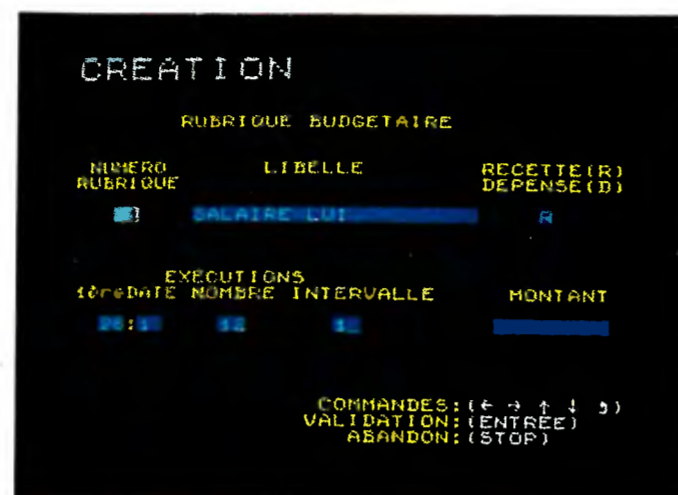 CREATION
RUBRIQUE BUDGETAIRE
NUMERO LIBELLE RECETTE(R)
RUBRIQUE DEPENSE(D)
SALAIRE LUI R
EXECUTIONS
1èreDATE NOMBRE INTERVALLE MONTANT
12
COMMANDES:(← → ↑ ↓
VALIDATION:(ENTREE)
ABANDON:(STOP)